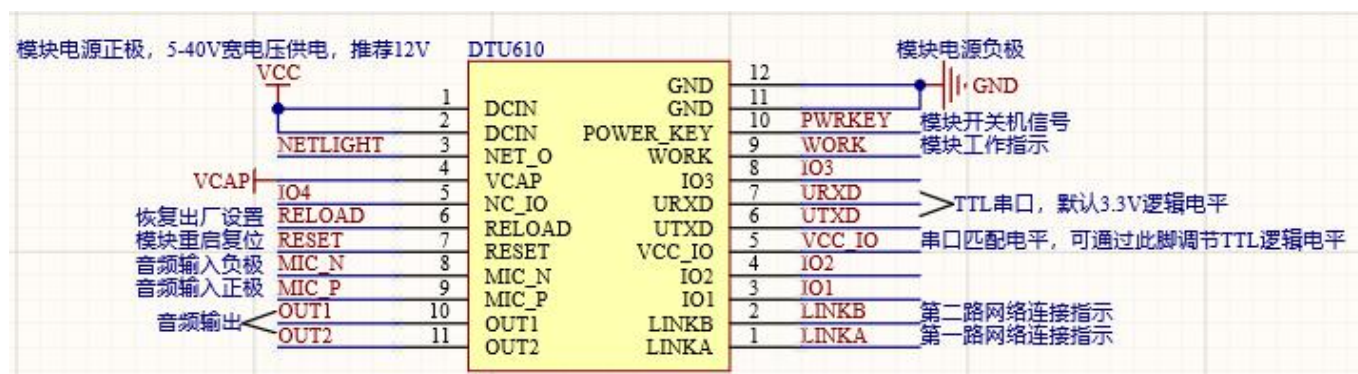 模块电源正极，5-40V宽电压供电，推荐12V DTU610 模块电源负极
VCC
12
GND GND
1 11
DCIN GND
2 10 PWRKEY 模块开关机信号
DCIN POWER_KEY
NETLIGHT 3 9 WORK 模块工作指示
NET_O WORK
4 8 IO3
VCAP VCAP IO3
IO4 5 7 URXD
NC_IO URXD TTL串口，默认3.3V逻辑电平
恢复出厂设置 RELOAD 6 6 UTXD
RELOAD UTXD
模块重启复位 RESET 7 5 VCC_IO 串口匹配电平，可通过此脚调节TTL逻辑电平
RESET VCC_IO
音频输入负极 MIC_N 8 4 IO2
MIC_N IO2
音频输入正极 MIC_P 9 3 IO1
MIC_P IO1
音频输出 OUT1 10 2 LINKB 第二路网络连接指示
OUT1 LINKB
OUT2 11 1 LINKA 第一路网络连接指示
OUT2 LINKA